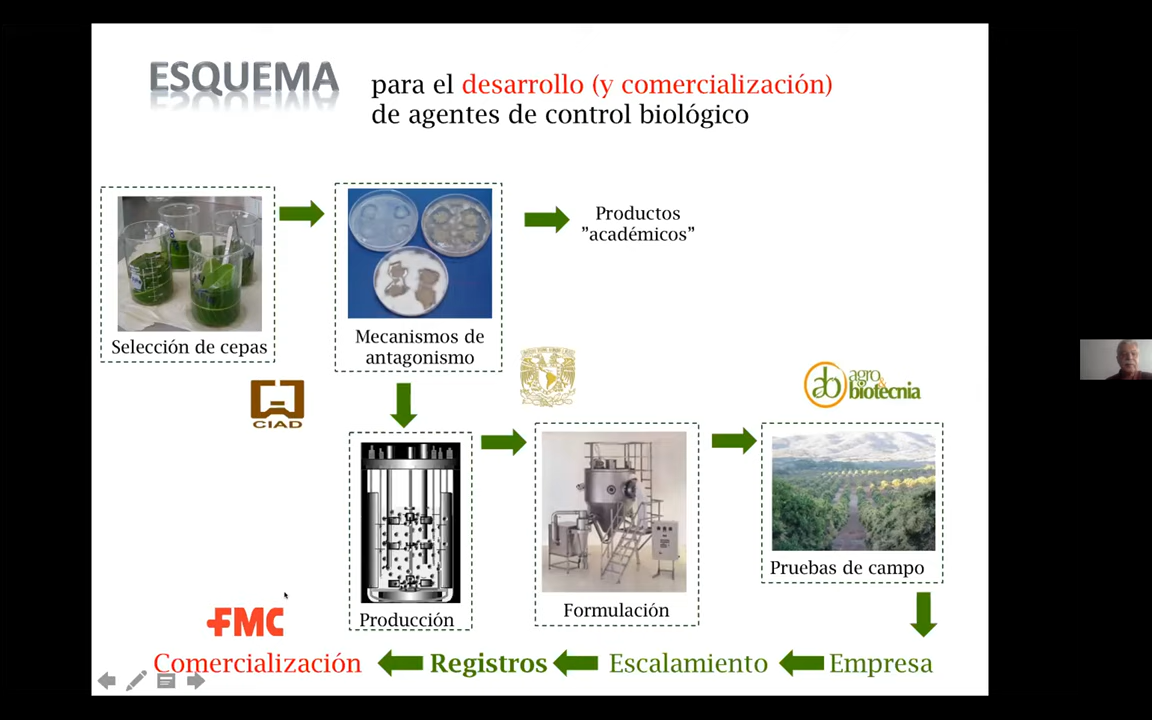 ESQUEMA
para el desarrollo (y comercialización)
de agentes de control biológico
Selección de cepas
Mecanismos de
antagonismo
Productos
”académicos”
CIAD
agro&
biotecnia
Producción
Formulación
Pruebas de campo
FMC
Comercialización
Registros
Escalamiento
Empresa